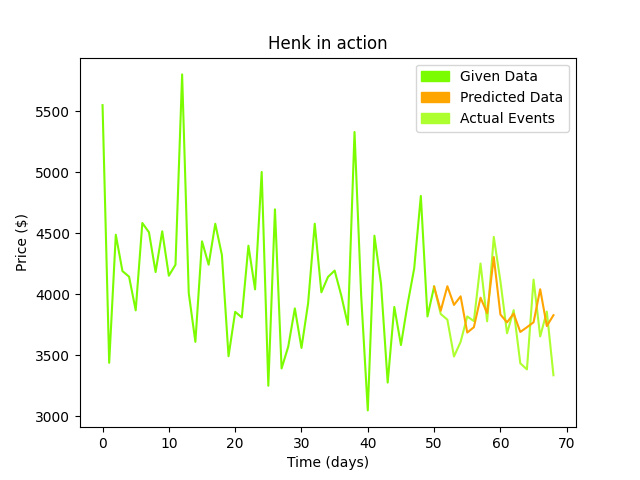 Henk in action
Given Data
Predicted Data
Actual Events
5500
5000
4500
4000
3500
3000
Price ($)
0 10 20 30 40 50 60 70
Time (days)